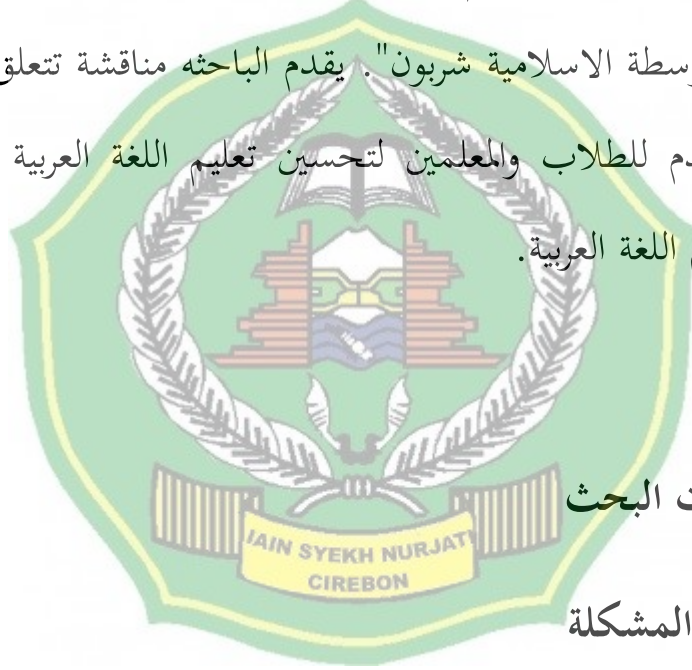 وسطة الاسلامية شربون". يقدم الباحثه مناقشة تتعلق
دم للطلاب والمعلمين لتحسين تعليم اللغة العربية
اللغة العربية.
ت البحث
IAIN SYEKH NURJATI
CIREBON
المشكلة